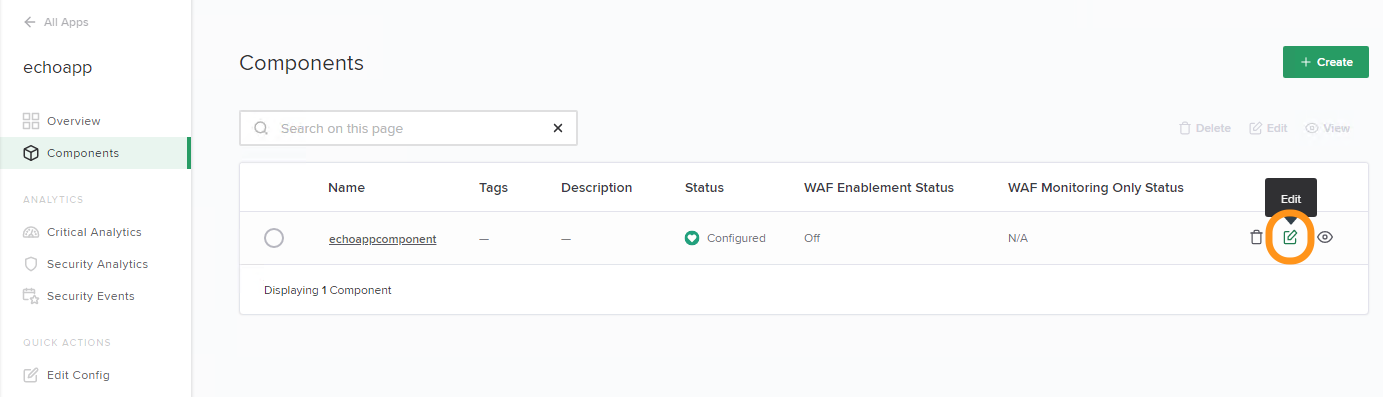 All Apps
echoapp
Overview
Components
ANALYTICS
Critical Analytics
Security Analytics
Security Events
QUICK ACTIONS
Edit Config
Components
Create
Search on this page
Delete Edit View
Name Tags Description Status WAF Enablement Status WAF Monitoring Only Status
Edit
echoappcomponent — — Configured Off N/A
Displaying 1 Component